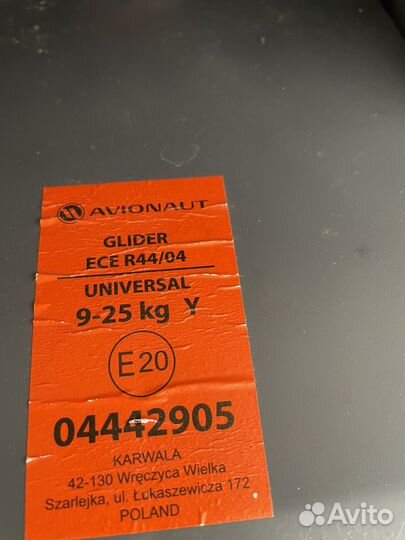 AVIONAUT
GLIDER
ECE R44/04
UNIVERSAL
9-25 kg Y
E20
04442905
KARWALA
42-130 Wręczyca Wielka
Szarlejka, ul. Łukaszewicza 172
POLAND
Avito